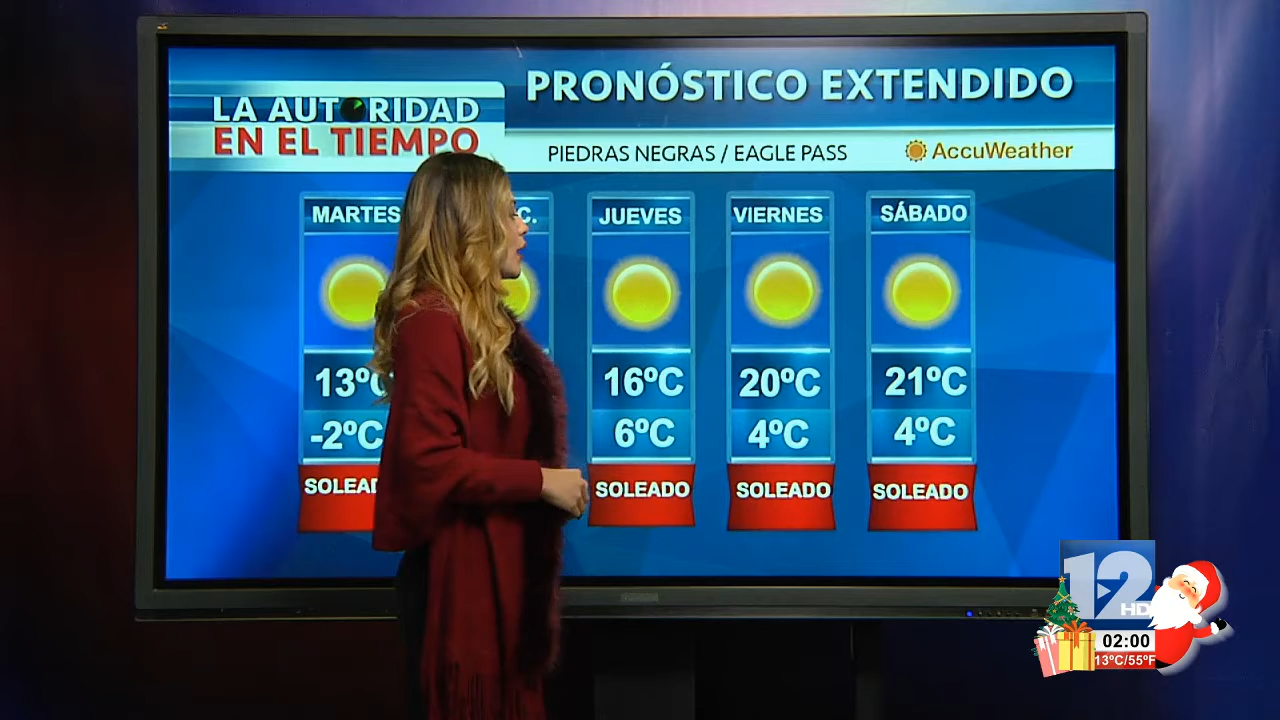 PRONÓSTICO EXTENDIDO
LA AUTORIDAD
EN EL TIEMPO
PIEDRAS NEGRAS / EAGLE PASS
AccuWeather
MARTES
JUEVES
VIERNES
SÁBADO
13ºC
16ºC
20ºC
21ºC
-2ºC
6ºC
4ºC
4ºC
SOLEADO
SOLEADO
SOLEADO
12
HD
02:00
13ºC/55ºF